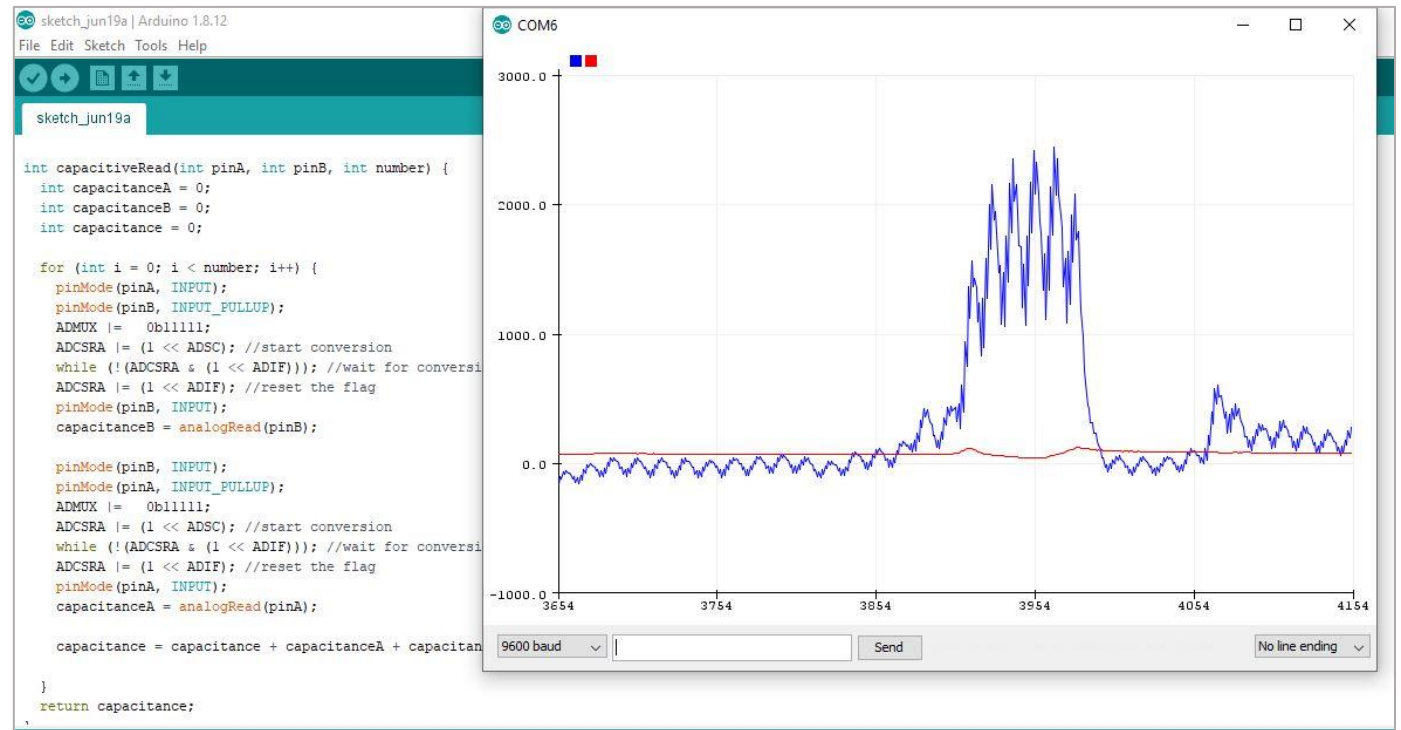 sketch_jun19a | Arduino 1.8.12
File Edit Sketch Tools Help
sketch_jun19a
int capacitiveRead(int pinA, int pinB, int number) {
  int capacitanceA = 0;
  int capacitanceB = 0;
  int capacitance = 0;
  for (int i = 0; i < number; i++) {
    pinMode(pinA, INPUT);
    pinMode(pinB, INPUT_PULLUP);
    ADMUX |=   0b11111;
    ADCSRA |= (1 << ADSC); //start conversion
    while (!(ADCSRA & (1 << ADIF))); //wait for conversi
    ADCSRA |= (1 << ADIF); //reset the flag
    pinMode(pinB, INPUT);
    capacitanceB = analogRead(pinB);
    pinMode(pinB, INPUT);
    pinMode(pinA, INPUT_PULLUP);
    ADMUX |=   0b11111;
    ADCSRA |= (1 << ADSC); //start conversion
    while (!(ADCSRA & (1 << ADIF))); //wait for conversi
    ADCSRA |= (1 << ADIF); //reset the flag
    pinMode(pinA, INPUT);
    capacitanceA = analogRead(pinA);
    capacitance = capacitance + capacitanceA + capacitan
  }
  return capacitance;
COM6
3000.0
2000.0
1000.0
0.0
-1000.0
3654 3754 3854 3954 4054 4154
9600 baud Send No line ending